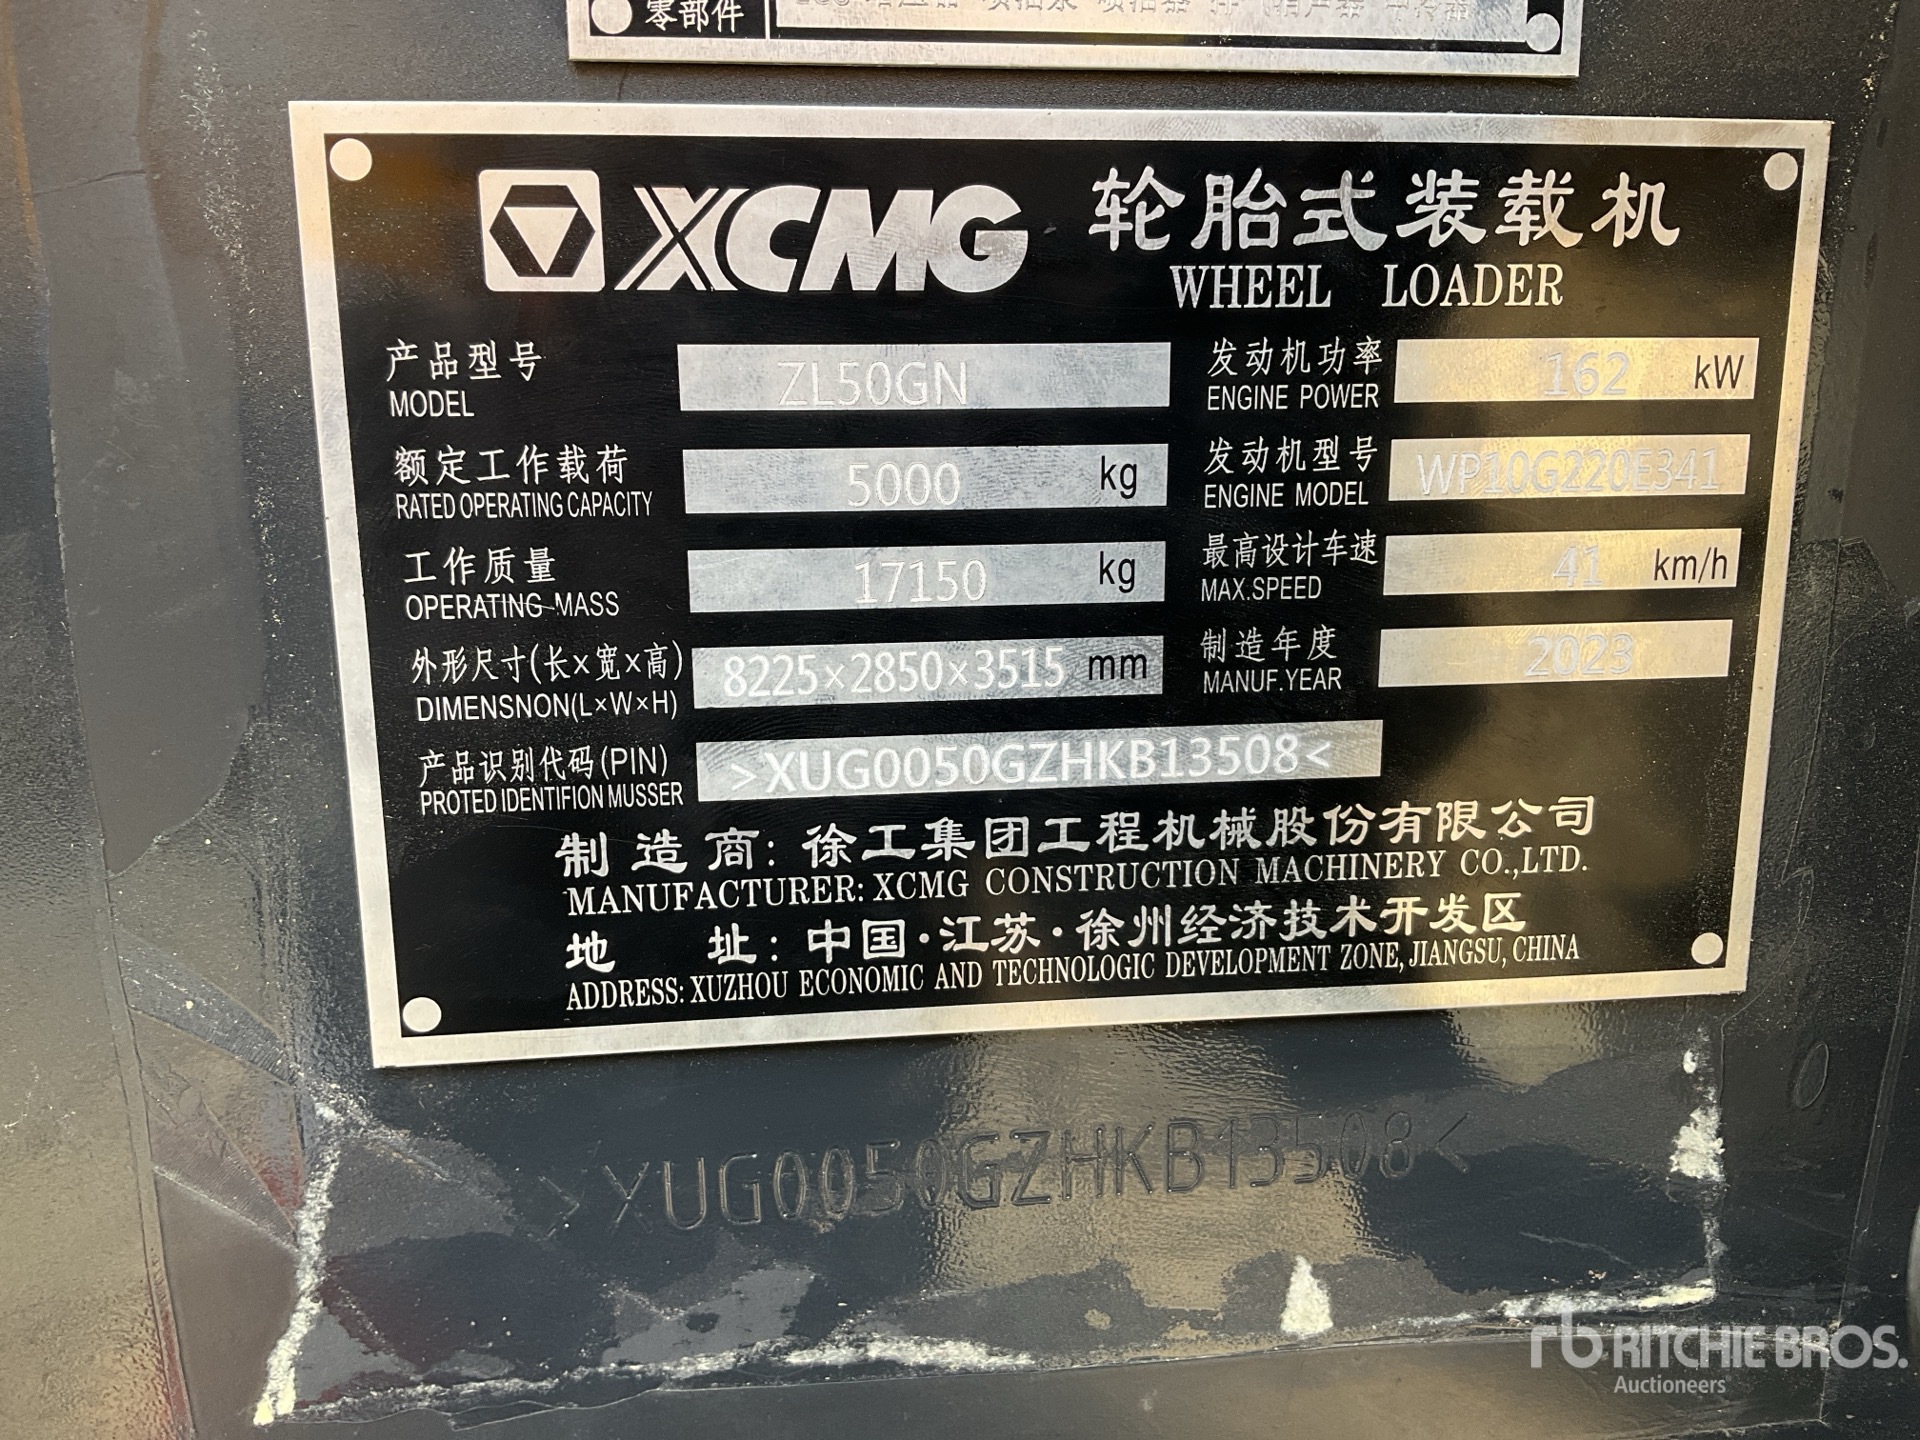 零部件
XCMG 轮胎式装载机
WHEEL LOADER
产品型号 ZL50GN 发动机功率 162 kW
MODEL ENGINE POWER
额定工作载荷 5000 kg 发动机型号 WP10G220E341
RATED OPERATING CAPACITY ENGINE MODEL
工作质量 17150 kg 最高设计车速 41 km/h
OPERATING MASS MAX.SPEED
外形尺寸(长×宽×高) 8225×2850×3515 mm 制造年度 2023
DIMENSNON(L×W×H) MANUF.YEAR
产品识别代码(PIN) >XUG0050GZHKB13508<
PROTED IDENTIFION MUSSER
制造商: 徐工集团工程机械股份有限公司
MANUFACTURER: XCMG CONSTRUCTION MACHINERY CO.,LTD.
地 址: 中国·江苏·徐州经济技术开发区
ADDRESS: XUZHOU ECONOMIC AND TECHNOLOGIC DEVELOPMENT ZONE, JIANGSU, CHINA
>XUG0050GZHKB13508<
rb RITCHIE BROS.
Auctioneers